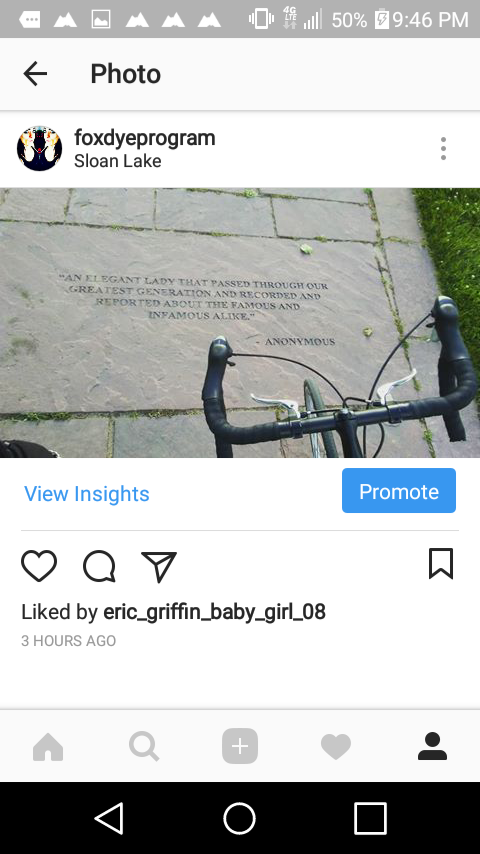 4G
LTE
50%
9:46 PM
Photo
foxdyeprogram
Sloan Lake
"AN ELEGANT LADY THAT PASSED THROUGH OUR
GREATEST GENERATION AND RECORDED AND
REPORTED ABOUT THE FAMOUS AND
INFAMOUS ALIKE."
- ANONYMOUS
View Insights
Promote
Liked by eric_griffin_baby_girl_08
3 HOURS AGO